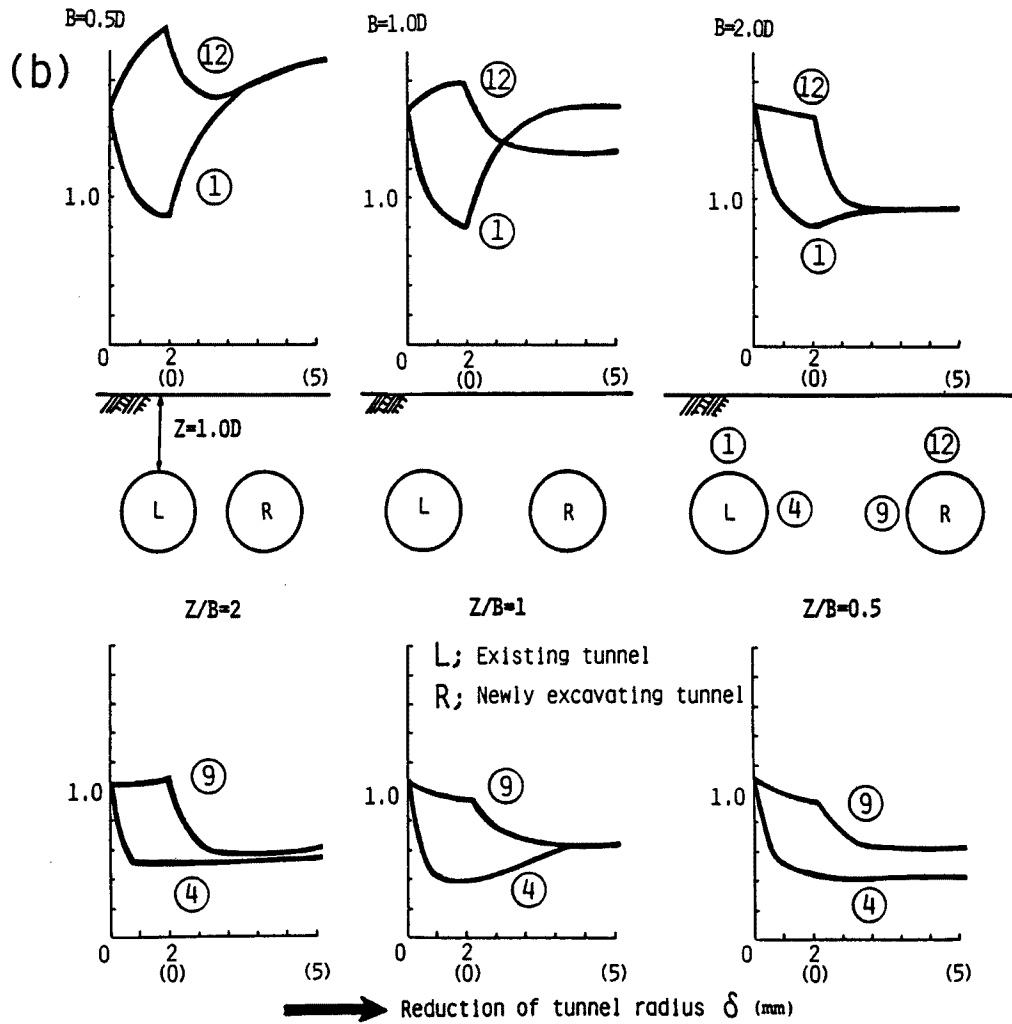 (b)
B=0.5D
B=1.0D
B=2.0D
12
12
12
1.0
1
1.0
1
1.0
1
0
2
(0)
(5)
0
2
(0)
(5)
0
2
(0)
(5)
Z=1.0D
L
R
L
R
1
12
L
4
9
R
Z/B=2
Z/B=1
Z/B=0.5
L; Existing tunnel
R; Newly excavating tunnel
1.0
9
4
1.0
9
4
1.0
9
4
0
2
(0)
(5)
0
2
(0)
(5)
0
2
(0)
(5)
Reduction of tunnel radius δ (mm)